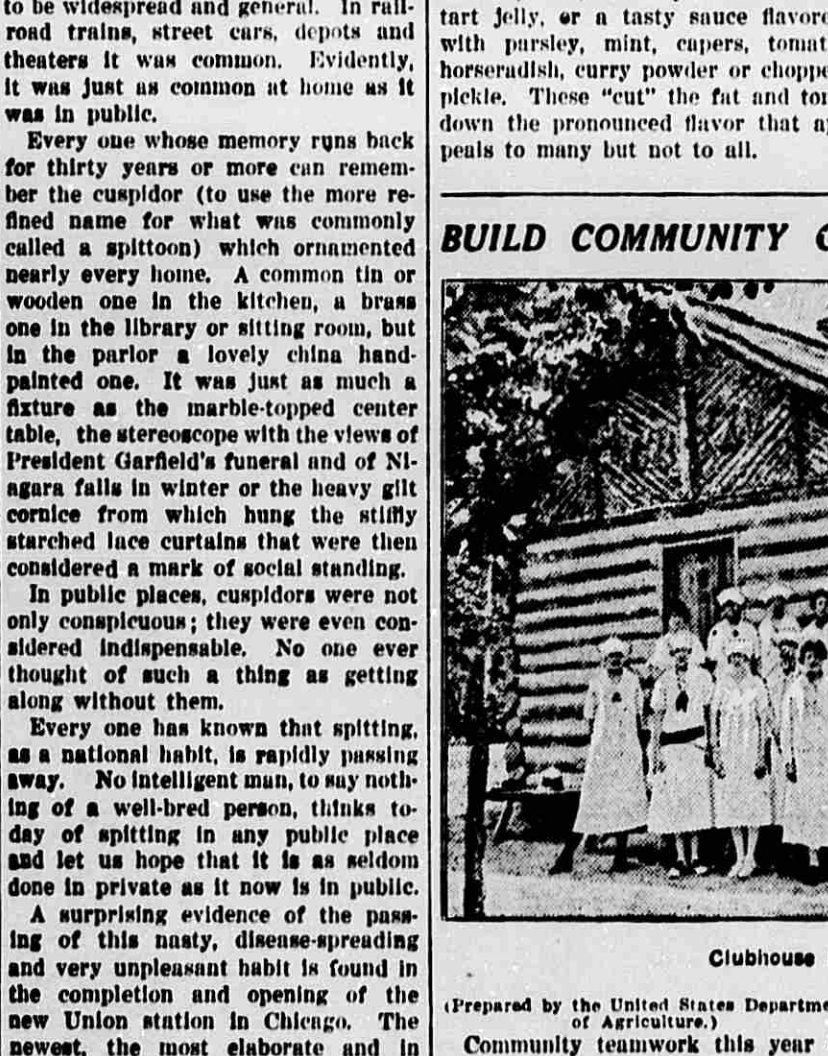 to be widespread and general. In rail-
road trains, street cars, depots and
theaters it was common. Evidently,
it was just as common at home as it
was in public.
Every one whose memory runs back
for thirty years or more can remem-
ber the cuspidor (to use the more re-
fined name for what was commonly
called a spittoon) which ornamented
nearly every home. A common tin or
wooden one in the kitchen, a brass
one in the library or sitting room, but
in the parlor a lovely china hand-
painted one. It was just as much a
fixture as the marble-topped center
table, the stereoscope with the views of
President Garfield's funeral and of Ni-
agara falls in winter or the heavy gilt
cornice from which hung the stiffly
starched lace curtains that were then
considered a mark of social standing.
In public places, cuspidors were not
only conspicuous; they were even con-
sidered indispensable. No one ever
thought of such a thing as getting
along without them.
Every one has known that spitting,
as a national habit, is rapidly passing
away. No intelligent man, to say noth-
ing of a well-bred person, thinks to-
day of spitting in any public place
and let us hope that it is as seldom
done in private as it now is in public.
A surprising evidence of the pass-
ing of this nasty, disease-spreading
and very unpleasant habit is found in
the completion and opening of the
new Union station in Chicago. The
newest, the most elaborate and in
tart jelly, or a tasty sauce flavore
with parsley, mint, capers, tomat
horseradish, curry powder or choppe
pickle. These "cut" the fat and ton
down the pronounced flavor that ap
peals to many but not to all.
BUILD COMMUNITY
Clubhouse
(Prepared by the United States Departme
of Agriculture.)
Community teamwork this year